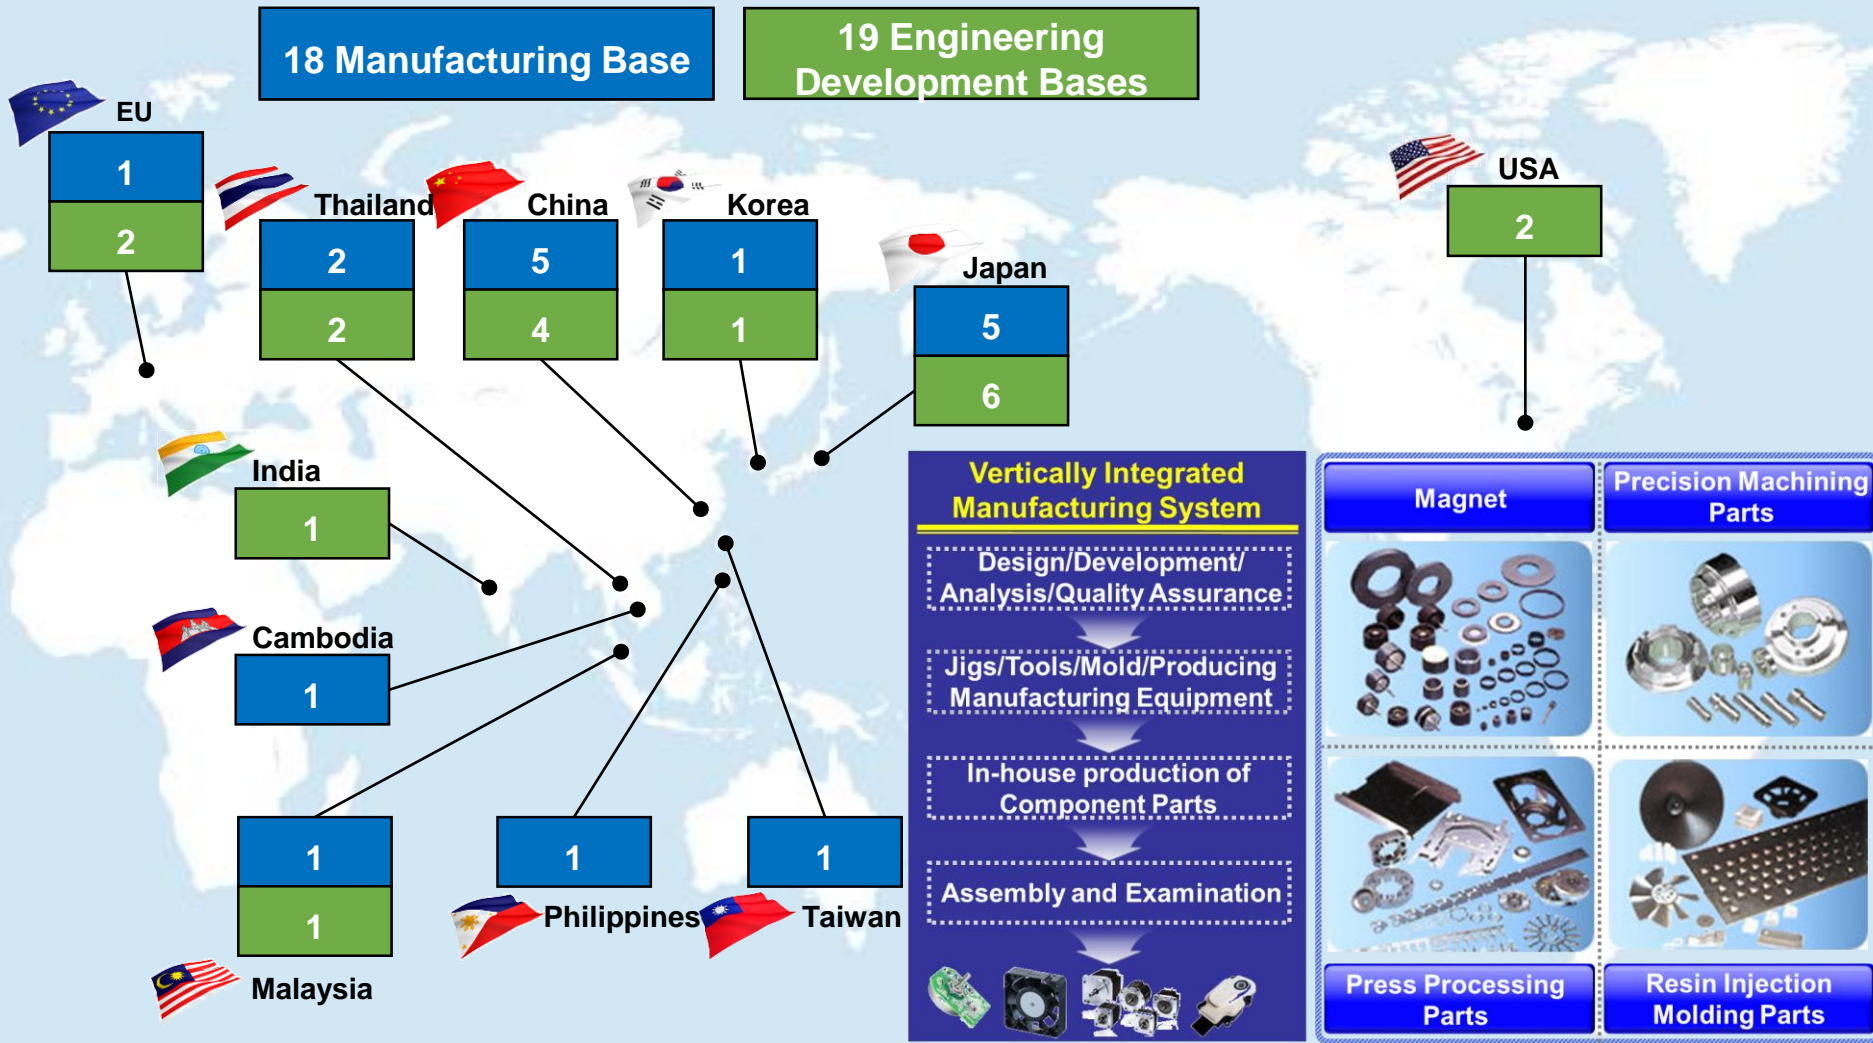 18 Manufacturing Base
19 Engineering
Development Bases
EU
1
2
Thailand
2
2
China
5
4
Korea
1
1
Japan
5
6
USA
2
India
1
Cambodia
1
1
1
Malaysia
1
Philippines
1
Taiwan
Vertically Integrated
Manufacturing System
Design/Development/
Analysis/Quality Assurance
Jigs/Tools/Mold/Producing
Manufacturing Equipment
In-house production of
Component Parts
Assembly and Examination
Magnet
Precision Machining
Parts
Press Processing
Parts
Resin Injection
Molding Parts